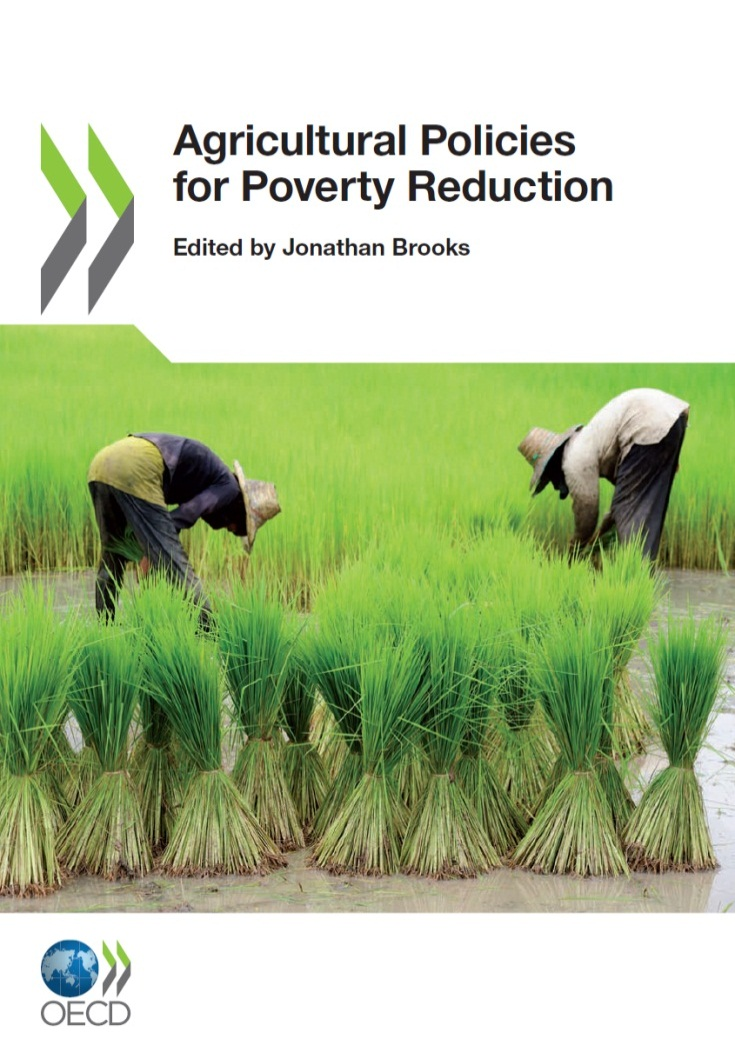 Agricultural Policies
for Poverty Reduction
Edited by Jonathan Brooks
OECD